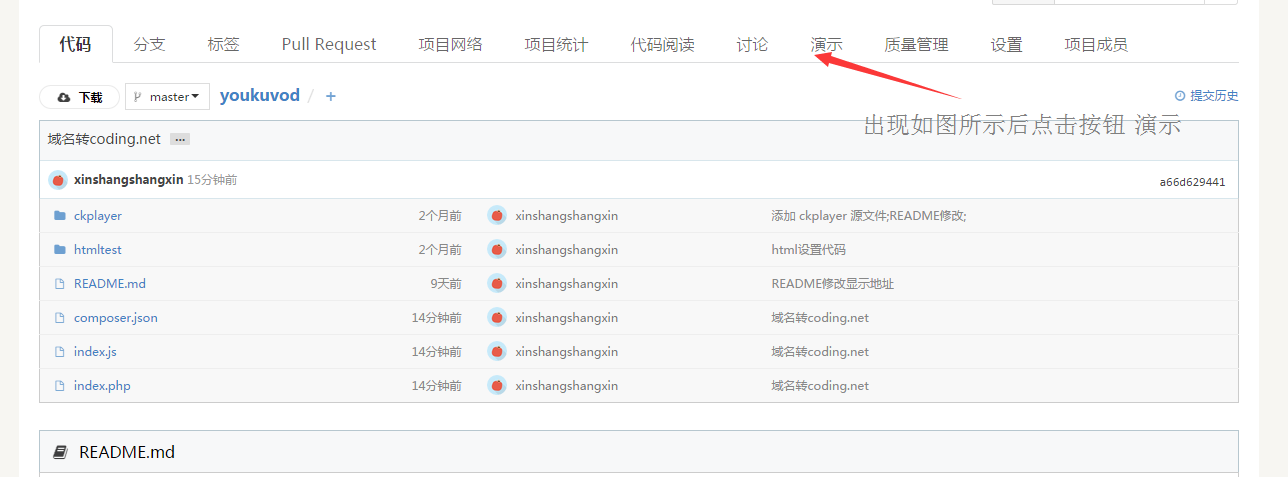 代码 分支 标签 Pull Request 项目网络 项目统计 代码阅读 讨论 演示 质量管理 设置 项目成员
下载 master youkuvod / + 提交历史
出现如图所示后点击按钮 演示
域名转coding.net ...
xinshangshangxin 15分钟前 a66d629441
ckplayer 2个月前 xinshangshangxin 添加 ckplayer 源文件;README修改;
htmltest 2个月前 xinshangshangxin html设置代码
README.md 9天前 xinshangshangxin README修改显示地址
composer.json 14分钟前 xinshangshangxin 域名转coding.net
index.js 14分钟前 xinshangshangxin 域名转coding.net
index.php 14分钟前 xinshangshangxin 域名转coding.net
README.md